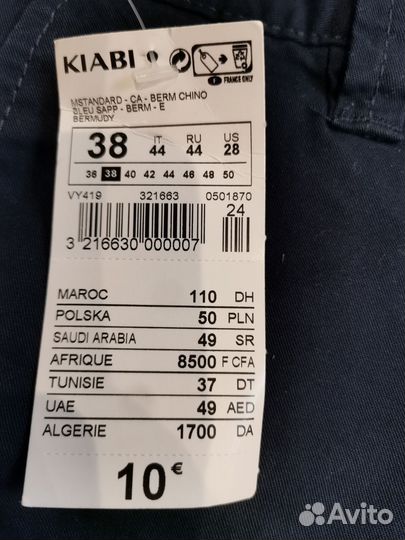 KIABI
FRANCE ONLY
MSTANDARD - CA - BERM CHINO
BLEU SAPP - BERM - E
BERMUDY
38 IT 44 RU 44 US 28
36 38 40 42 44 46 48 50
VY419 321663 0501870
24
3 216630 000007
MAROC 110 DH
POLSKA 50 PLN
SAUDI ARABIA 49 SR
AFRIQUE 8500 F CFA
TUNISIE 37 DT
UAE 49 AED
ALGERIE 1700 DA
10€
Avito